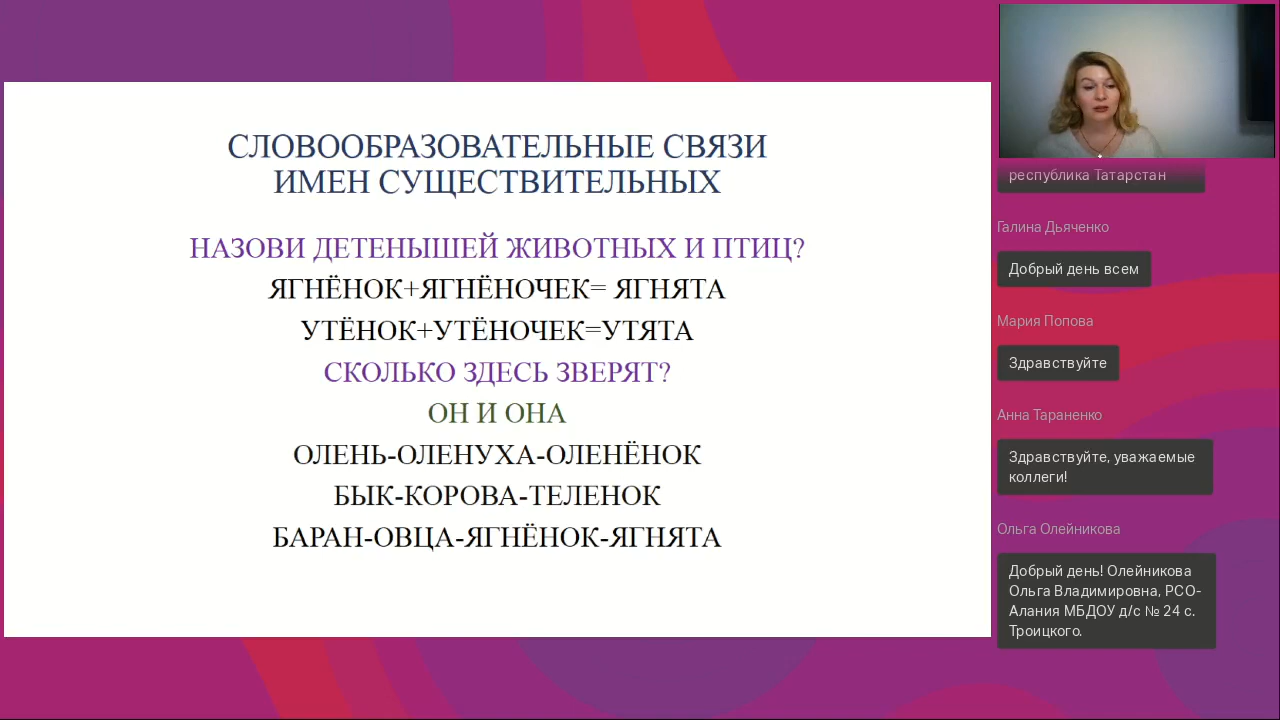 СЛОВООБРАЗОВАТЕЛЬНЫЕ СВЯЗИ
ИМЕН СУЩЕСТВИТЕЛЬНЫХ
НАЗОВИ ДЕТЕНЫШЕЙ ЖИВОТНЫХ И ПТИЦ?
ЯГНЁНОК+ЯГНЁНОЧЕК= ЯГНЯТА
УТЁНОК+УТЁНОЧЕК=УТЯТА
СКОЛЬКО ЗДЕСЬ ЗВЕРЯТ?
ОН И ОНА
ОЛЕНЬ-ОЛЕНУХА-ОЛЕНЁНОК
БЫК-КОРОВА-ТЕЛЕНОК
БАРАН-ОВЦА-ЯГНЁНОК-ЯГНЯТА
республика Татарстан
Галина Дьяченко
Добрый день всем
Мария Попова
Здравствуйте
Анна Тараненко
Здравствуйте, уважаемые
коллеги!
Ольга Олейникова
Добрый день! Олейникова
Ольга Владимировна, РСО-
Алания МБДОУ д/с № 24 с.
Троицкого.